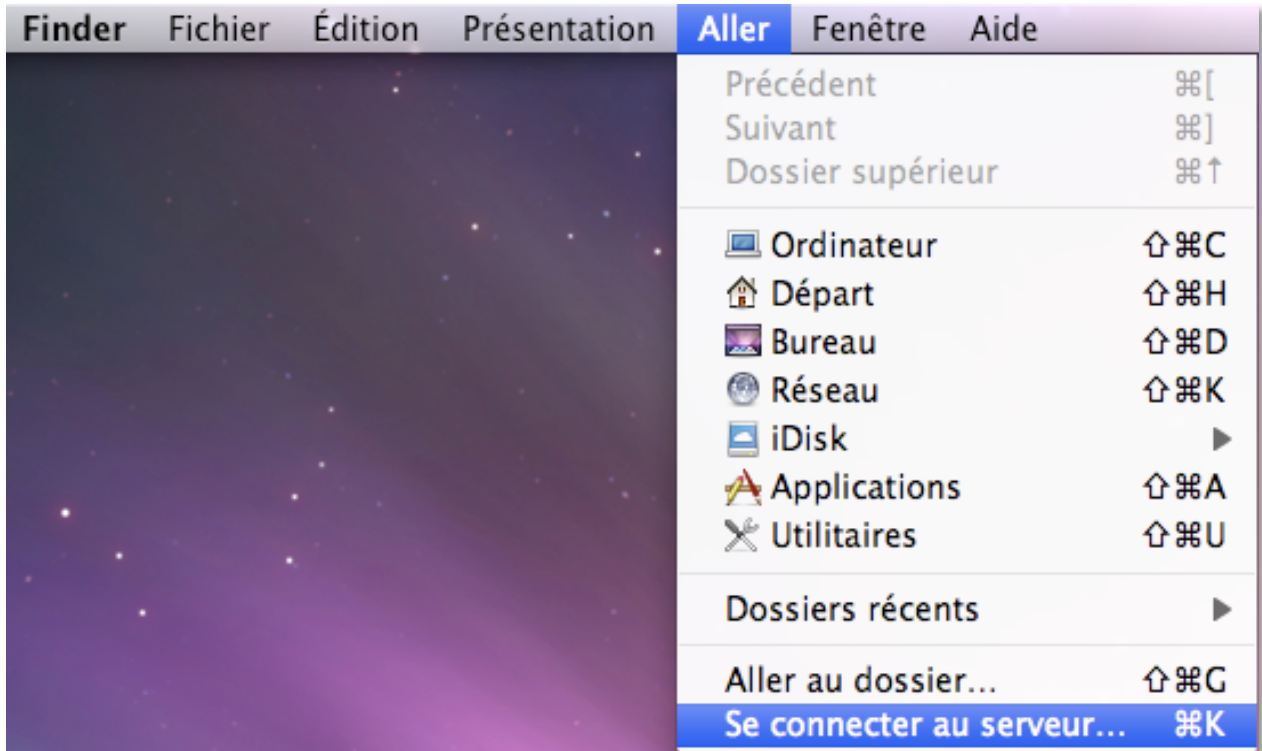 Finder Fichier Édition Présentation Aller Fenêtre Aide
Précédent ⌘[
Suivant ⌘]
Dossier supérieur ⌘↑
Ordinateur ⇧⌘C
Départ ⇧⌘H
Bureau ⇧⌘D
Réseau ⇧⌘K
iDisk ▶
Applications ⇧⌘A
Utilitaires ⇧⌘U
Dossiers récents ▶
Aller au dossier... ⇧⌘G
Se connecter au serveur... ⌘K